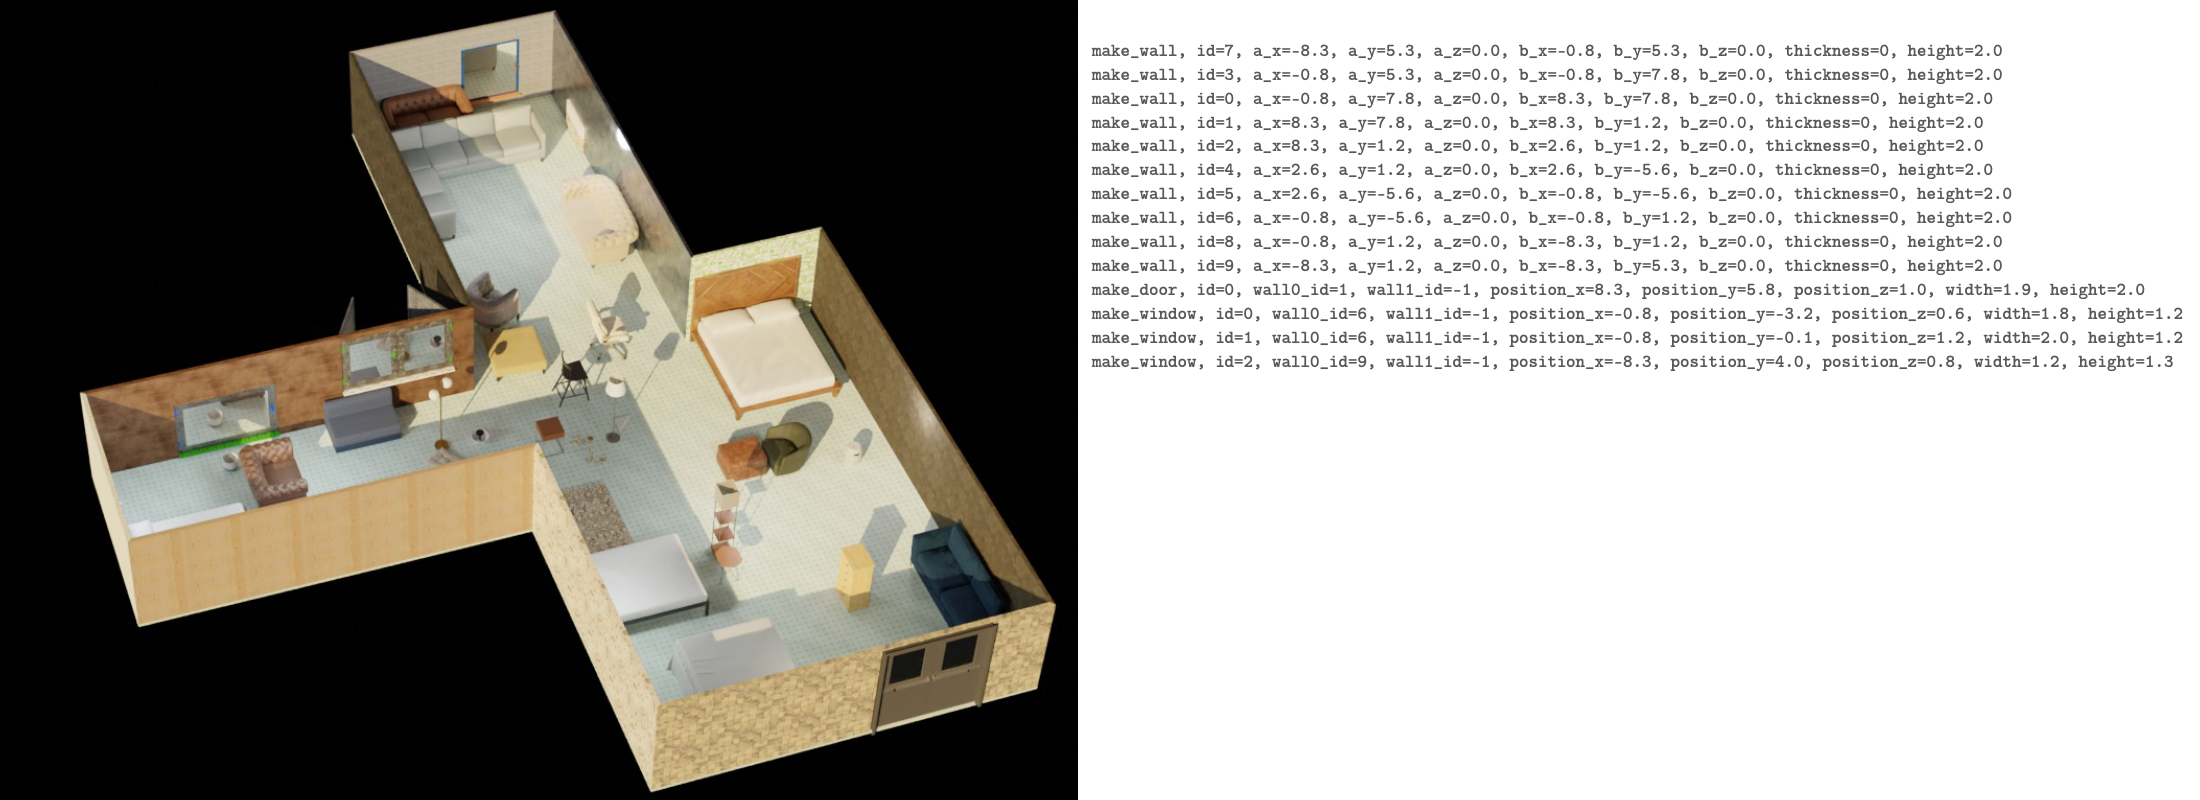 make_wall, id=7, a_x=-8.3, a_y=5.3, a_z=0.0, b_x=-0.8, b_y=5.3, b_z=0.0, thickness=0, height=2.0
make_wall, id=3, a_x=-0.8, a_y=5.3, a_z=0.0, b_x=-0.8, b_y=7.8, b_z=0.0, thickness=0, height=2.0
make_wall, id=0, a_x=-0.8, a_y=7.8, a_z=0.0, b_x=8.3, b_y=7.8, b_z=0.0, thickness=0, height=2.0
make_wall, id=1, a_x=8.3, a_y=7.8, a_z=0.0, b_x=8.3, b_y=1.2, b_z=0.0, thickness=0, height=2.0
make_wall, id=2, a_x=8.3, a_y=1.2, a_z=0.0, b_x=2.6, b_y=1.2, b_z=0.0, thickness=0, height=2.0
make_wall, id=4, a_x=2.6, a_y=1.2, a_z=0.0, b_x=2.6, b_y=-5.6, b_z=0.0, thickness=0, height=2.0
make_wall, id=5, a_x=2.6, a_y=-5.6, a_z=0.0, b_x=-0.8, b_y=-5.6, b_z=0.0, thickness=0, height=2.0
make_wall, id=6, a_x=-0.8, a_y=-5.6, a_z=0.0, b_x=-0.8, b_y=1.2, b_z=0.0, thickness=0, height=2.0
make_wall, id=8, a_x=-0.8, a_y=1.2, a_z=0.0, b_x=-8.3, b_y=1.2, b_z=0.0, thickness=0, height=2.0
make_wall, id=9, a_x=-8.3, a_y=1.2, a_z=0.0, b_x=-8.3, b_y=5.3, b_z=0.0, thickness=0, height=2.0
make_door, id=0, wall0_id=1, wall1_id=-1, position_x=8.3, position_y=5.8, position_z=1.0, width=1.9, height=2.0
make_window, id=0, wall0_id=6, wall1_id=-1, position_x=-0.8, position_y=-3.2, position_z=0.6, width=1.8, height=1.2
make_window, id=1, wall0_id=6, wall1_id=-1, position_x=-0.8, position_y=-0.1, position_z=1.2, width=2.0, height=1.2
make_window, id=2, wall0_id=9, wall1_id=-1, position_x=-8.3, position_y=4.0, position_z=0.8, width=1.2, height=1.3